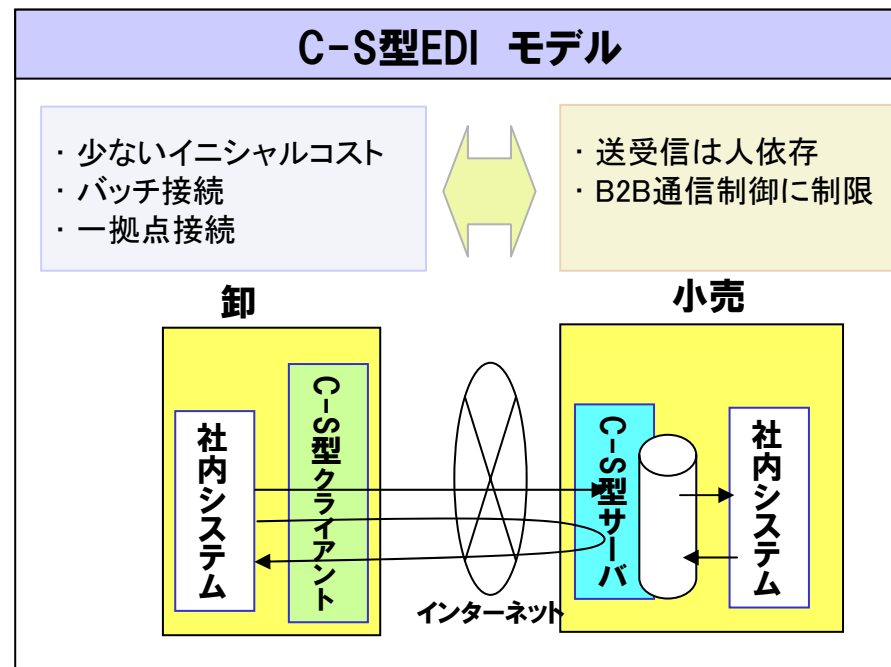 C-S型EDI モデル
・少ないイニシャルコスト
・バッチ接続
・一拠点接続
・送受信は人依存
・B2B通信制御に制限
卸
小売
社内システム
C-S型クライアント
インターネット
C-S型サーバ
社内システム